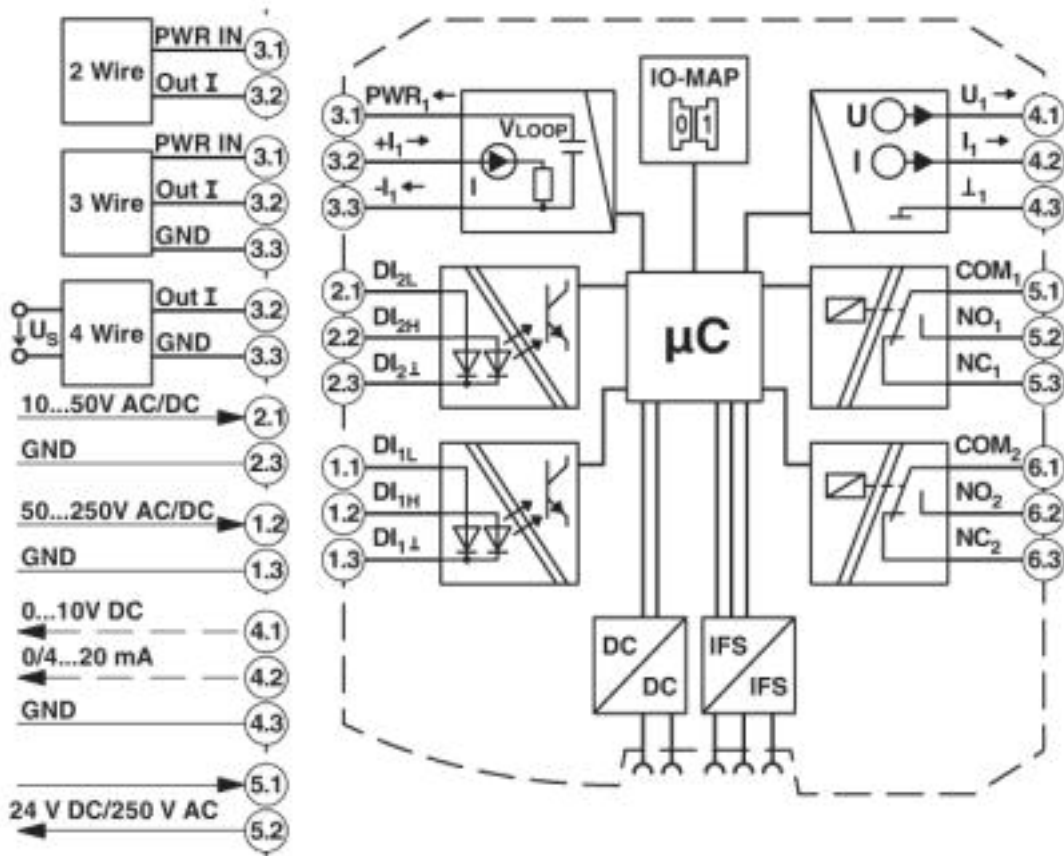 PWR IN
3.1
2 Wire
Out I
3.2
PWR IN
3.1
3 Wire
Out I
3.2
GND
3.3
Out I
3.2
U_S
4 Wire
GND
3.3
10...50V AC/DC
2.1
GND
2.3
50...250V AC/DC
1.2
GND
1.3
0...10V DC
4.1
0/4...20 mA
4.2
GND
4.3
5.1
24 V DC/250 V AC
5.2
IO-MAP
0 1
3.1
PWR₁
V_LOOP
3.2
+I₁
I
3.3
-I₁
U
U₁
4.1
I
I₁
4.2
⊥₁
4.3
2.1
DI₂L
2.2
DI₂H
2.3
DI₂⊥
µC
COM₁
5.1
NO₁
5.2
NC₁
5.3
1.1
DI₁L
1.2
DI₁H
1.3
DI₁⊥
COM₂
6.1
NO₂
6.2
NC₂
6.3
DC
DC
IFS
IFS